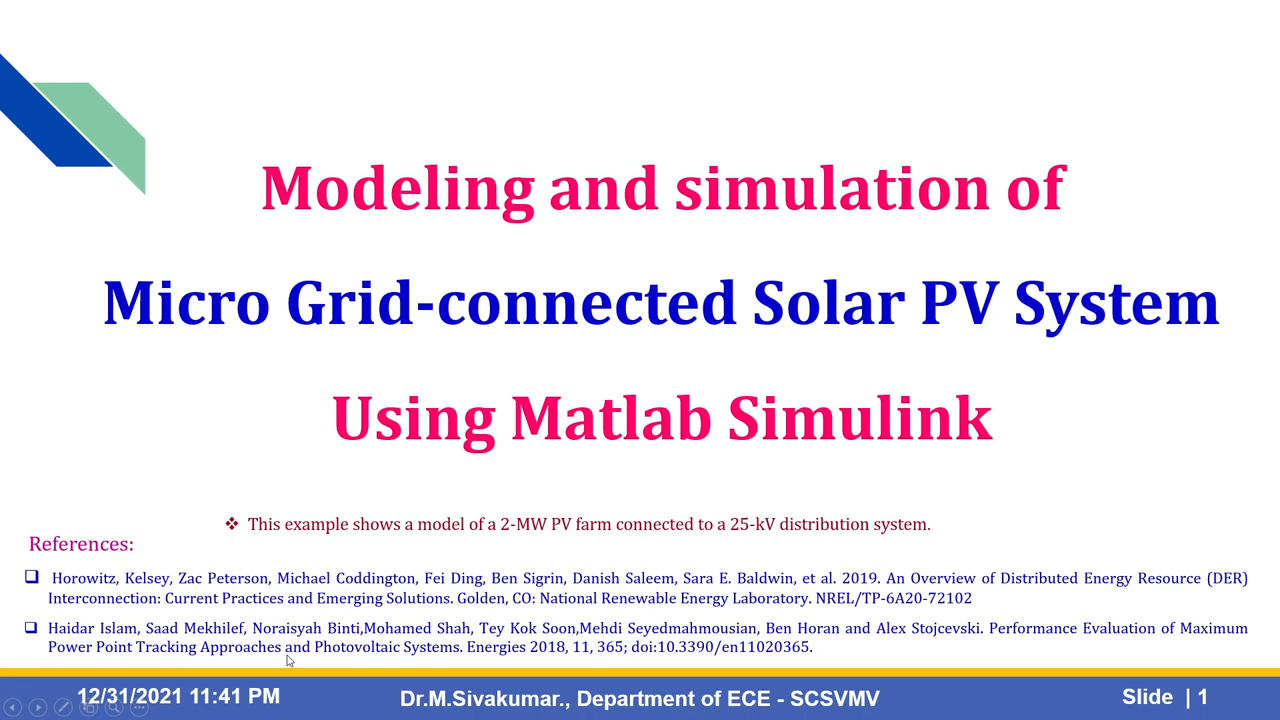 Modeling and simulation of
Micro Grid-connected Solar PV System
Using Matlab Simulink
❖ This example shows a model of a 2-MW PV farm connected to a 25-kV distribution system.
References:
❑ Horowitz, Kelsey, Zac Peterson, Michael Coddington, Fei Ding, Ben Sigrin, Danish Saleem, Sara E. Baldwin, et al. 2019. An Overview of Distributed Energy Resource (DER)
Interconnection: Current Practices and Emerging Solutions. Golden, CO: National Renewable Energy Laboratory. NREL/TP-6A20-72102
❑ Haidar Islam, Saad Mekhilef, Noraisyah Binti,Mohamed Shah, Tey Kok Soon,Mehdi Seyedmahmousian, Ben Horan and Alex Stojcevski. Performance Evaluation of Maximum
Power Point Tracking Approaches and Photovoltaic Systems. Energies 2018, 11, 365; doi:10.3390/en11020365.
12/31/2021 11:41 PM
Dr.M.Sivakumar., Department of ECE - SCSVMV
Slide | 1